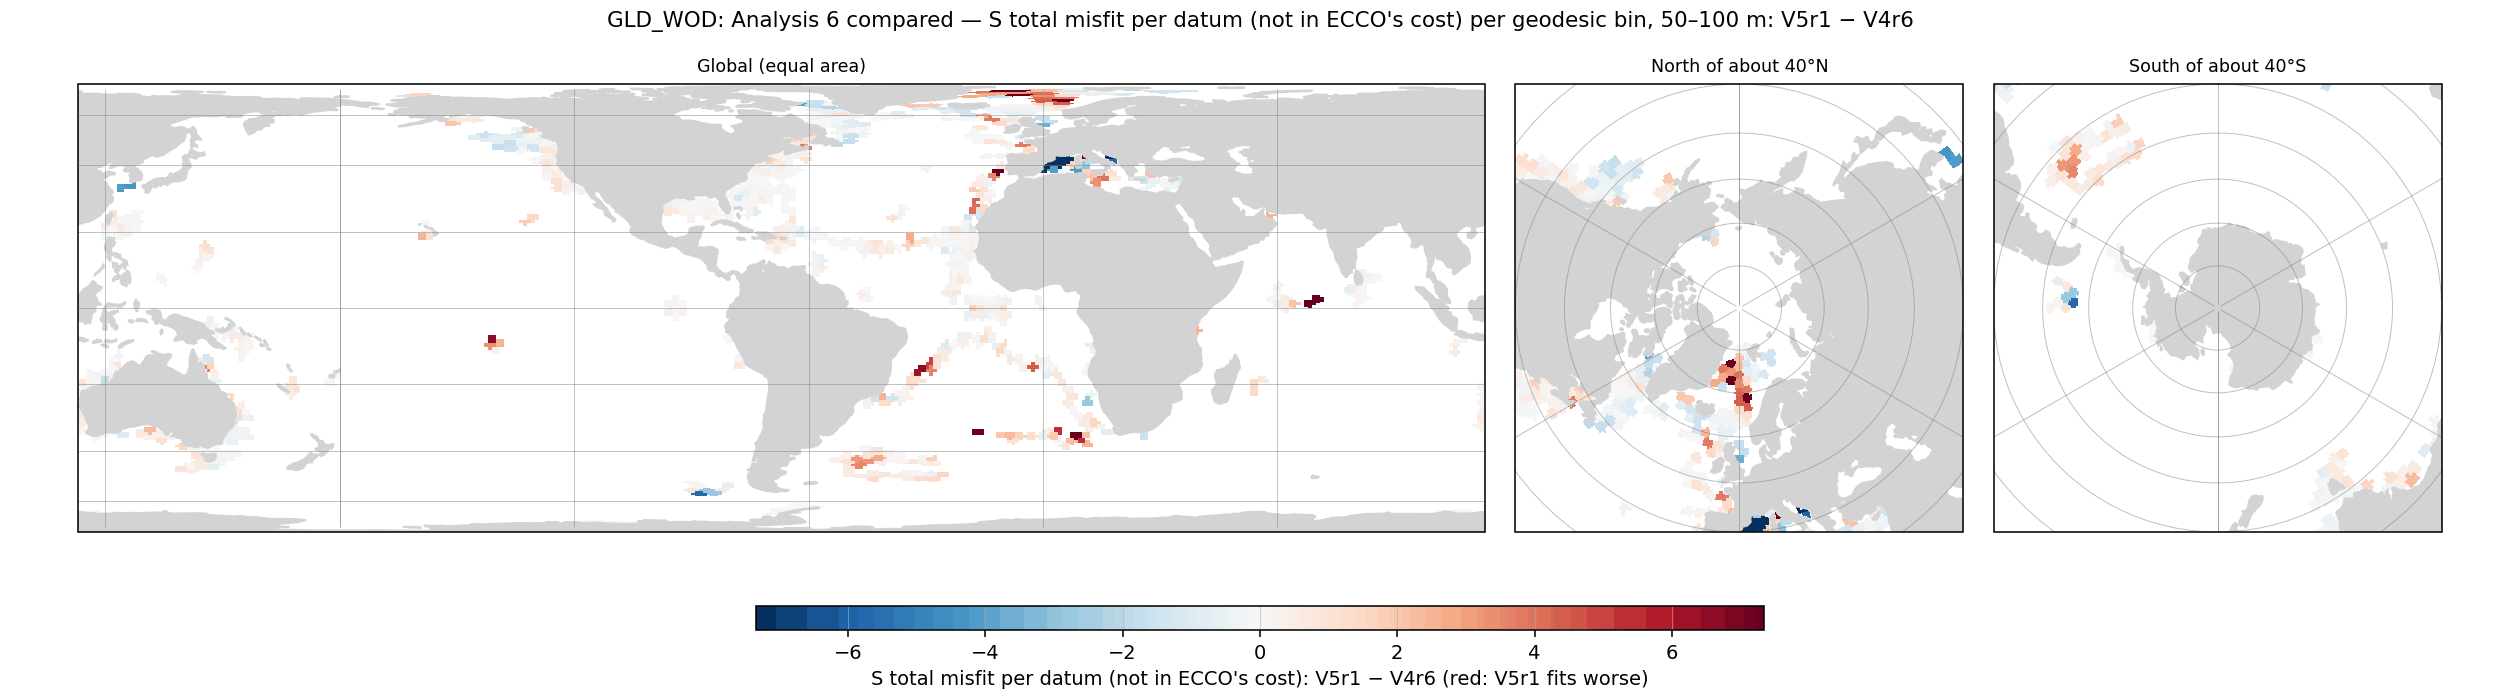 GLD_WOD: Analysis 6 compared — S total misfit per datum (not in ECCO's cost) per geodesic bin, 50–100 m: V5r1 − V4r6
Global (equal area)
North of about 40°N
South of about 40°S
−6 −4 −2 0 2 4 6
S total misfit per datum (not in ECCO's cost): V5r1 − V4r6 (red: V5r1 fits worse)